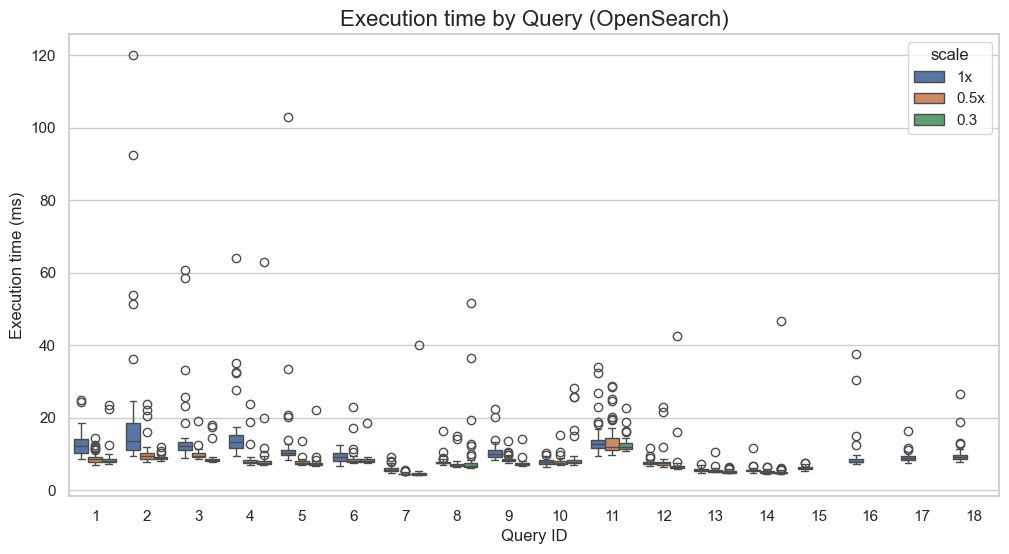 Execution time by Query (OpenSearch)
scale
1x
0.5x
0.3
Execution time (ms)
120
100
80
60
40
20
0
1 2 3 4 5 6 7 8 9 10 11 12 13 14 15 16 17 18
Query ID